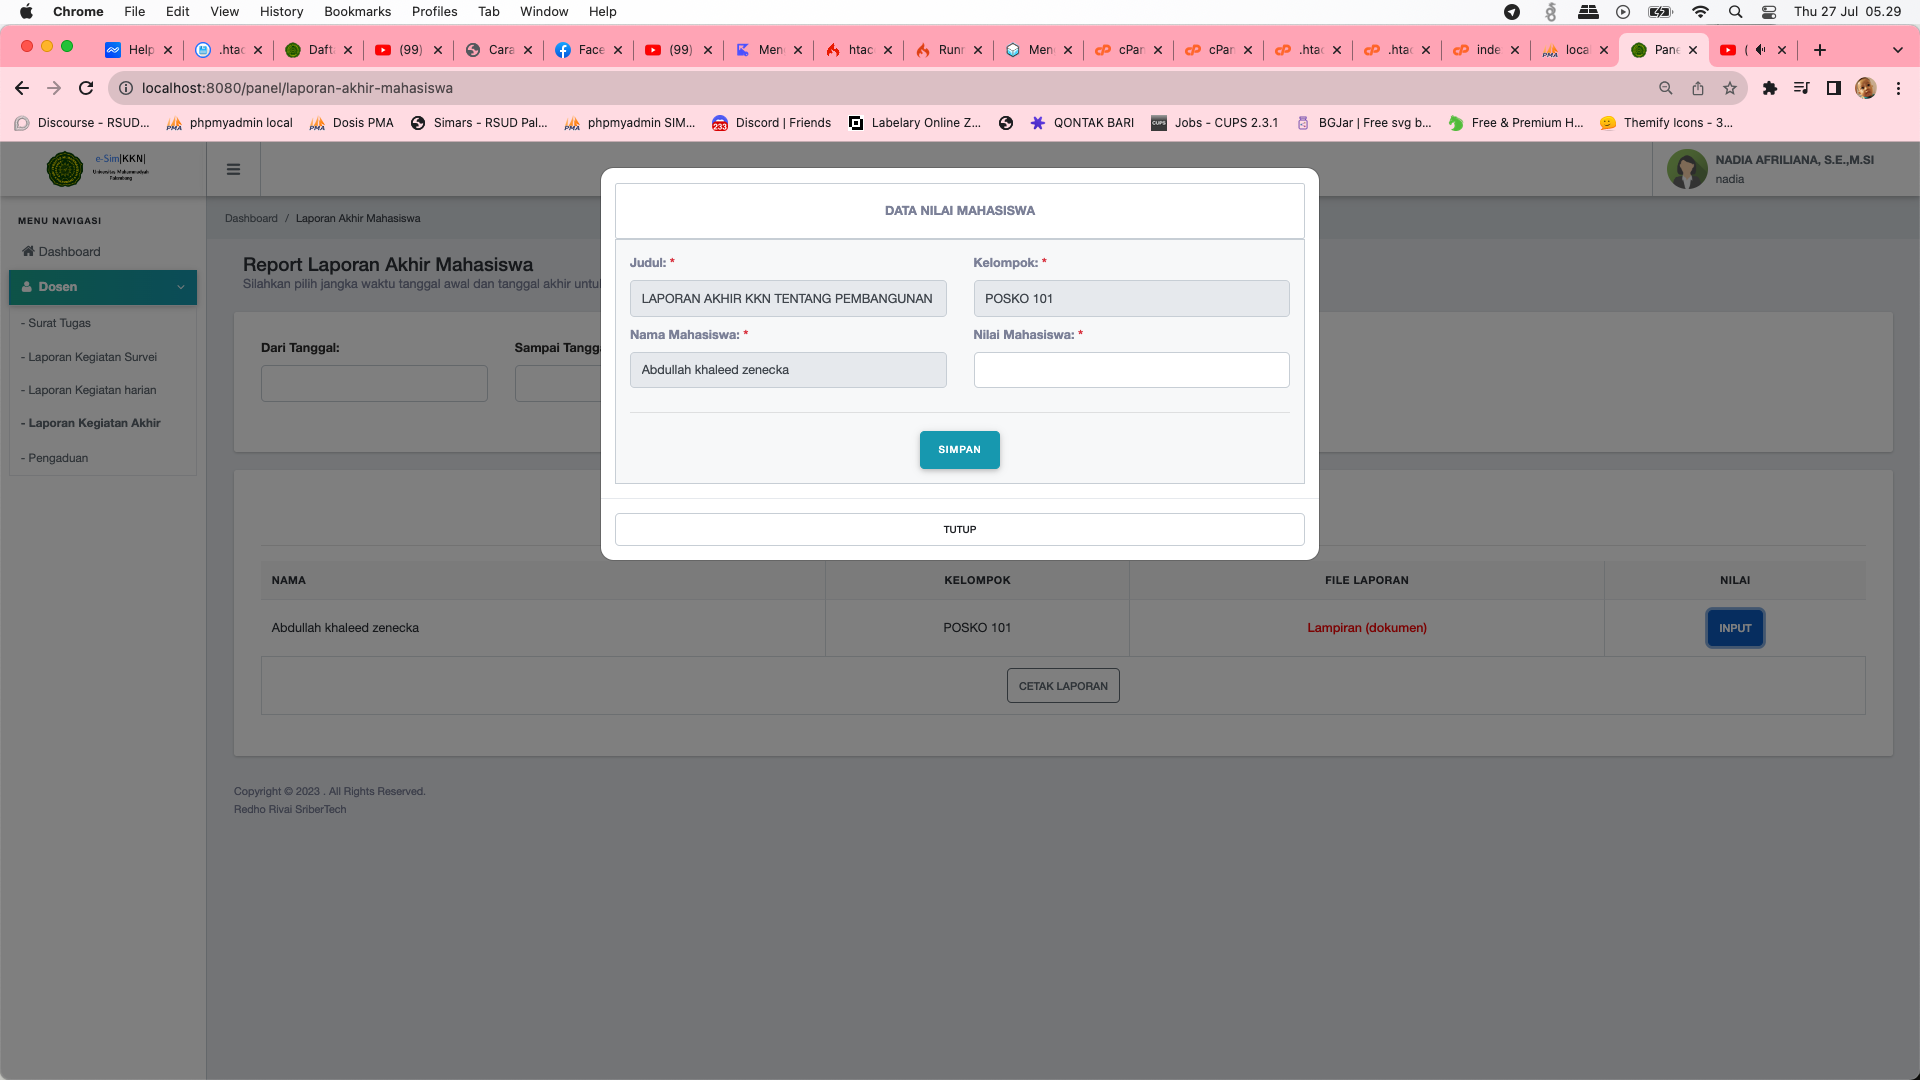 Chrome File Edit View History Bookmarks Profiles Tab Window Help Thu 27 Jul 05.29
Help .htac Dafta (99) Cara Face (99) Men htac Runn Men cPan cPan .htac .htac inde loca Pane (
localhost:8080/panel/laporan-akhir-mahasiswa
Discourse - RSUD... phpmyadmin local Dosis PMA Simars - RSUD Pal... phpmyadmin SIM... Discord | Friends Labelary Online Z... QONTAK BARI Jobs - CUPS 2.3.1 BGJar | Free svg b... Free & Premium H... Themify Icons - 3...
e-Sim|KKN|
Universitas Muhammadiyah
Palembang
NADIA AFRILIANA, S.E.,M.SI
nadia
MENU NAVIGASI
Dashboard
Dosen
- Surat Tugas
- Laporan Kegiatan Survei
- Laporan Kegiatan harian
- Laporan Kegiatan Akhir
- Pengaduan
Dashboard / Laporan Akhir Mahasiswa
Report Laporan Akhir Mahasiswa
Silahkan pilih jangka waktu tanggal awal dan tanggal akhir untu
Dari Tanggal: Sampai Tangg
DATA NILAI MAHASISWA
Judul: * Kelompok: *
LAPORAN AKHIR KKN TENTANG PEMBANGUNAN POSKO 101
Nama Mahasiswa: * Nilai Mahasiswa: *
Abdullah khaleed zenecka
SIMPAN
TUTUP
NAMA KELOMPOK FILE LAPORAN NILAI
Abdullah khaleed zenecka POSKO 101 Lampiran (dokumen) INPUT
CETAK LAPORAN
Copyright © 2023 . All Rights Reserved.
Redho Rivai SriberTech